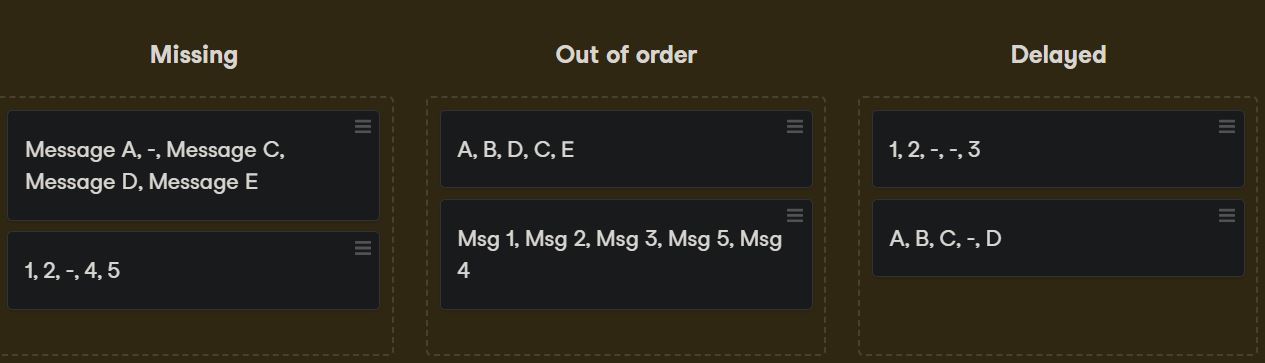 Missing
Message A, -, Message C,
Message D, Message E
1, 2, -, 4, 5
Out of order
A, B, D, C, E
Msg 1, Msg 2, Msg 3, Msg 5, Msg
4
Delayed
1, 2, -, -, 3
A, B, C, -, D